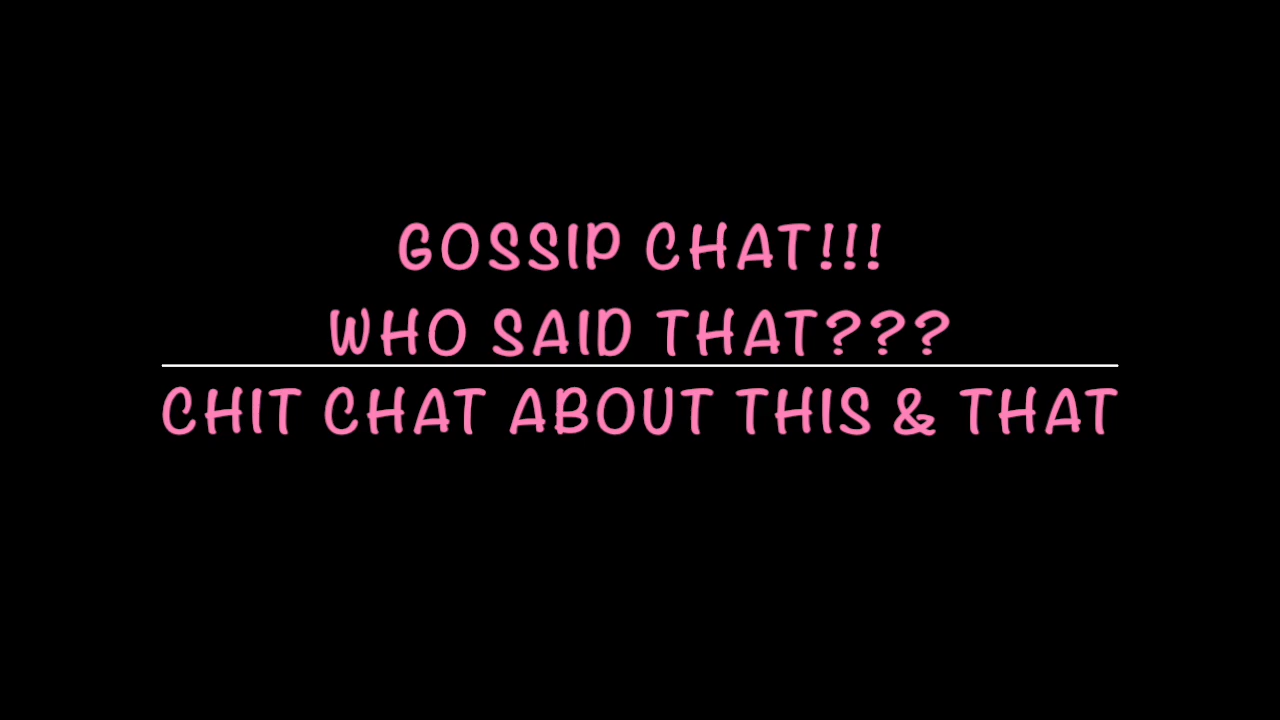 GOSSIP CHAT!!!
WHO SAID THAT???
CHIT CHAT ABOUT THIS & THAT